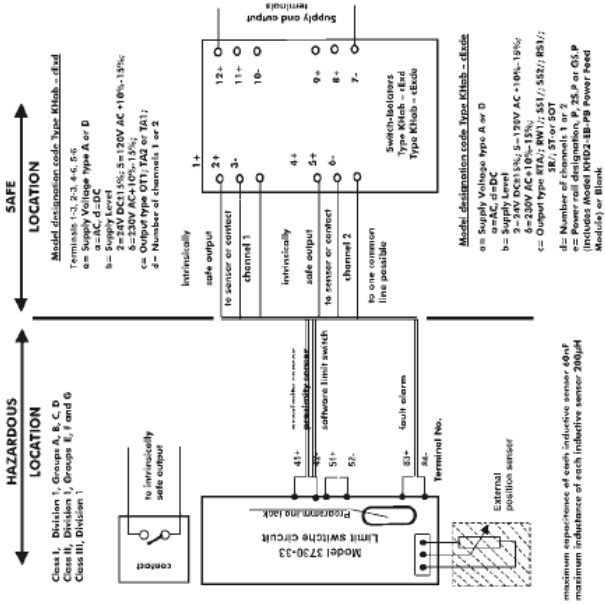 HAZARDOUS
LOCATION
SAFE
LOCATION
Class I, Division 1, Groups A, B, C, D
Class II, Division 1, Groups E, F and G
Class III, Division 1
Model designation code Type KHab – cExd
Terminals 1-3, 2-3, 4-6, 5-6
a= Supply Voltage type A or D
a=AC, d=DC
b= Supply Level
2=24V DC±15%; 5=120V AC +10%-15%;
6=230V AC+10%-15%;
c= Output type OT1; TA2 or TA1;
d= Number of channels 1 or 2
contact
to intrinsically
safe output
intrinsically
safe output
to sensor or contact
channel 1
intrinsically
safe output
to sensor or contact
channel 2
to one common
line possible
1+
2+
3-
4+
5+
6-
12+
11+
10-
9+
8+
7-
Supply and output
terminals
Switch-Isolators
Type KHab – cExd
Type KHab – cExde
Model 3730-33
Limit switche circuit
Programming jack
41+
42-
51+
52-
83+
84-
Terminal No.
proximity sensor
proximity sensor
software limit switch
fault alarm
External
position sensor
maximum capacitance of each inductive sensor 60nF
maximum inductance of each inductive sensor 200µH
Model designation code Type KHab – cExde
a= Supply Voltage type A or D
a=AC, d=DC
b= Supply Level
2=24V DC±15%; 5=120V AC +10%-15%;
6=230V AC+10%-15%;
c= Output type RTA/; RW1/; SS1/; SS2/; RS1/;
SR/; ST-or SOT
d= Number of channels 1 or 2
e= Power rail designation, P, 2S.P or GS.P
(includes Model KHD2-EB-PB Power Feed
Module) or Blank